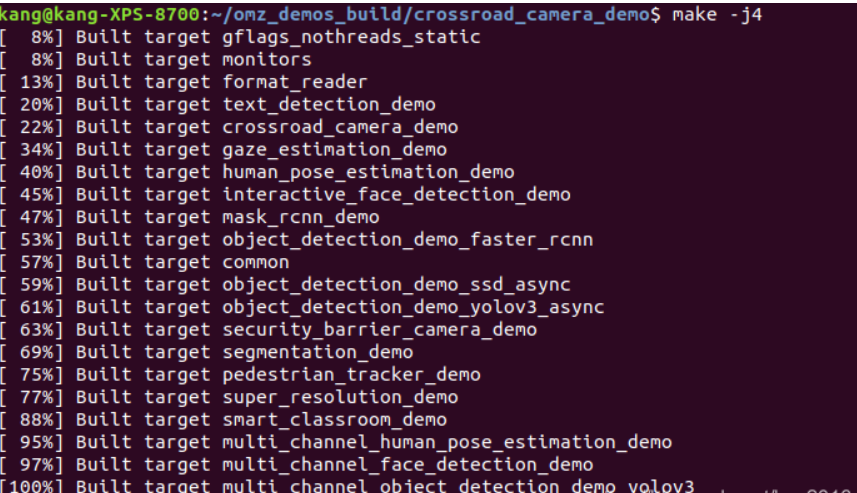 kang@kang-XPS-8700:~/omz_demos_build/crossroad_camera_demo$ make -j4
[  8%] Built target gflags_nothreads_static
[  8%] Built target monitors
[ 13%] Built target format_reader
[ 20%] Built target text_detection_demo
[ 22%] Built target crossroad_camera_demo
[ 34%] Built target gaze_estimation_demo
[ 40%] Built target human_pose_estimation_demo
[ 45%] Built target interactive_face_detection_demo
[ 47%] Built target mask_rcnn_demo
[ 53%] Built target object_detection_demo_faster_rcnn
[ 57%] Built target common
[ 59%] Built target object_detection_demo_ssd_async
[ 61%] Built target object_detection_demo_yolov3_async
[ 63%] Built target security_barrier_camera_demo
[ 69%] Built target segmentation_demo
[ 75%] Built target pedestrian_tracker_demo
[ 77%] Built target super_resolution_demo
[ 88%] Built target smart_classroom_demo
[ 95%] Built target multi_channel_human_pose_estimation_demo
[ 97%] Built target multi_channel_face_detection_demo
[100%] Built target multi_channel_object_detection_demo_yolov3